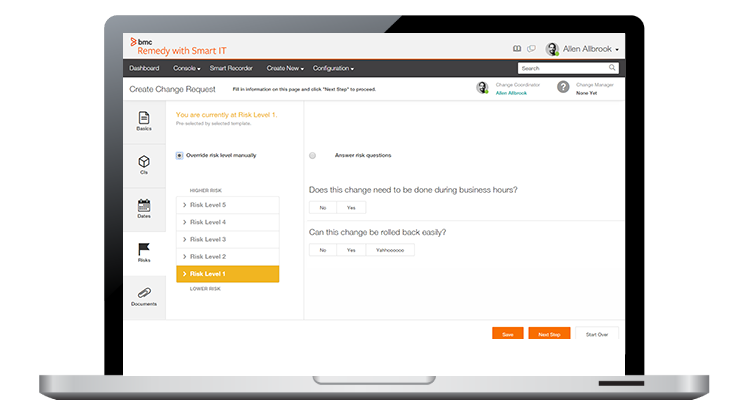 bmc
Remedy with Smart IT
Allen Allbrook
Dashboard Console Smart Recorder Create New Configuration Search
Create Change Request Fill in information on this page and click "Next Step" to proceed.
Change Coordinator
Allen Allbrook
Change Manager
None Yet
Basics
CIs
Dates
Risks
Documents
You are currently at Risk Level 1.
Pre-selected by selected template.
Override risk level manually
HIGHER RISK
Risk Level 5
Risk Level 4
Risk Level 3
Risk Level 2
Risk Level 1
LOWER RISK
Answer risk questions
Does this change need to be done during business hours?
No Yes
Can this change be rolled back easily?
No Yes Yahhoooooo
Save Next Step Start Over